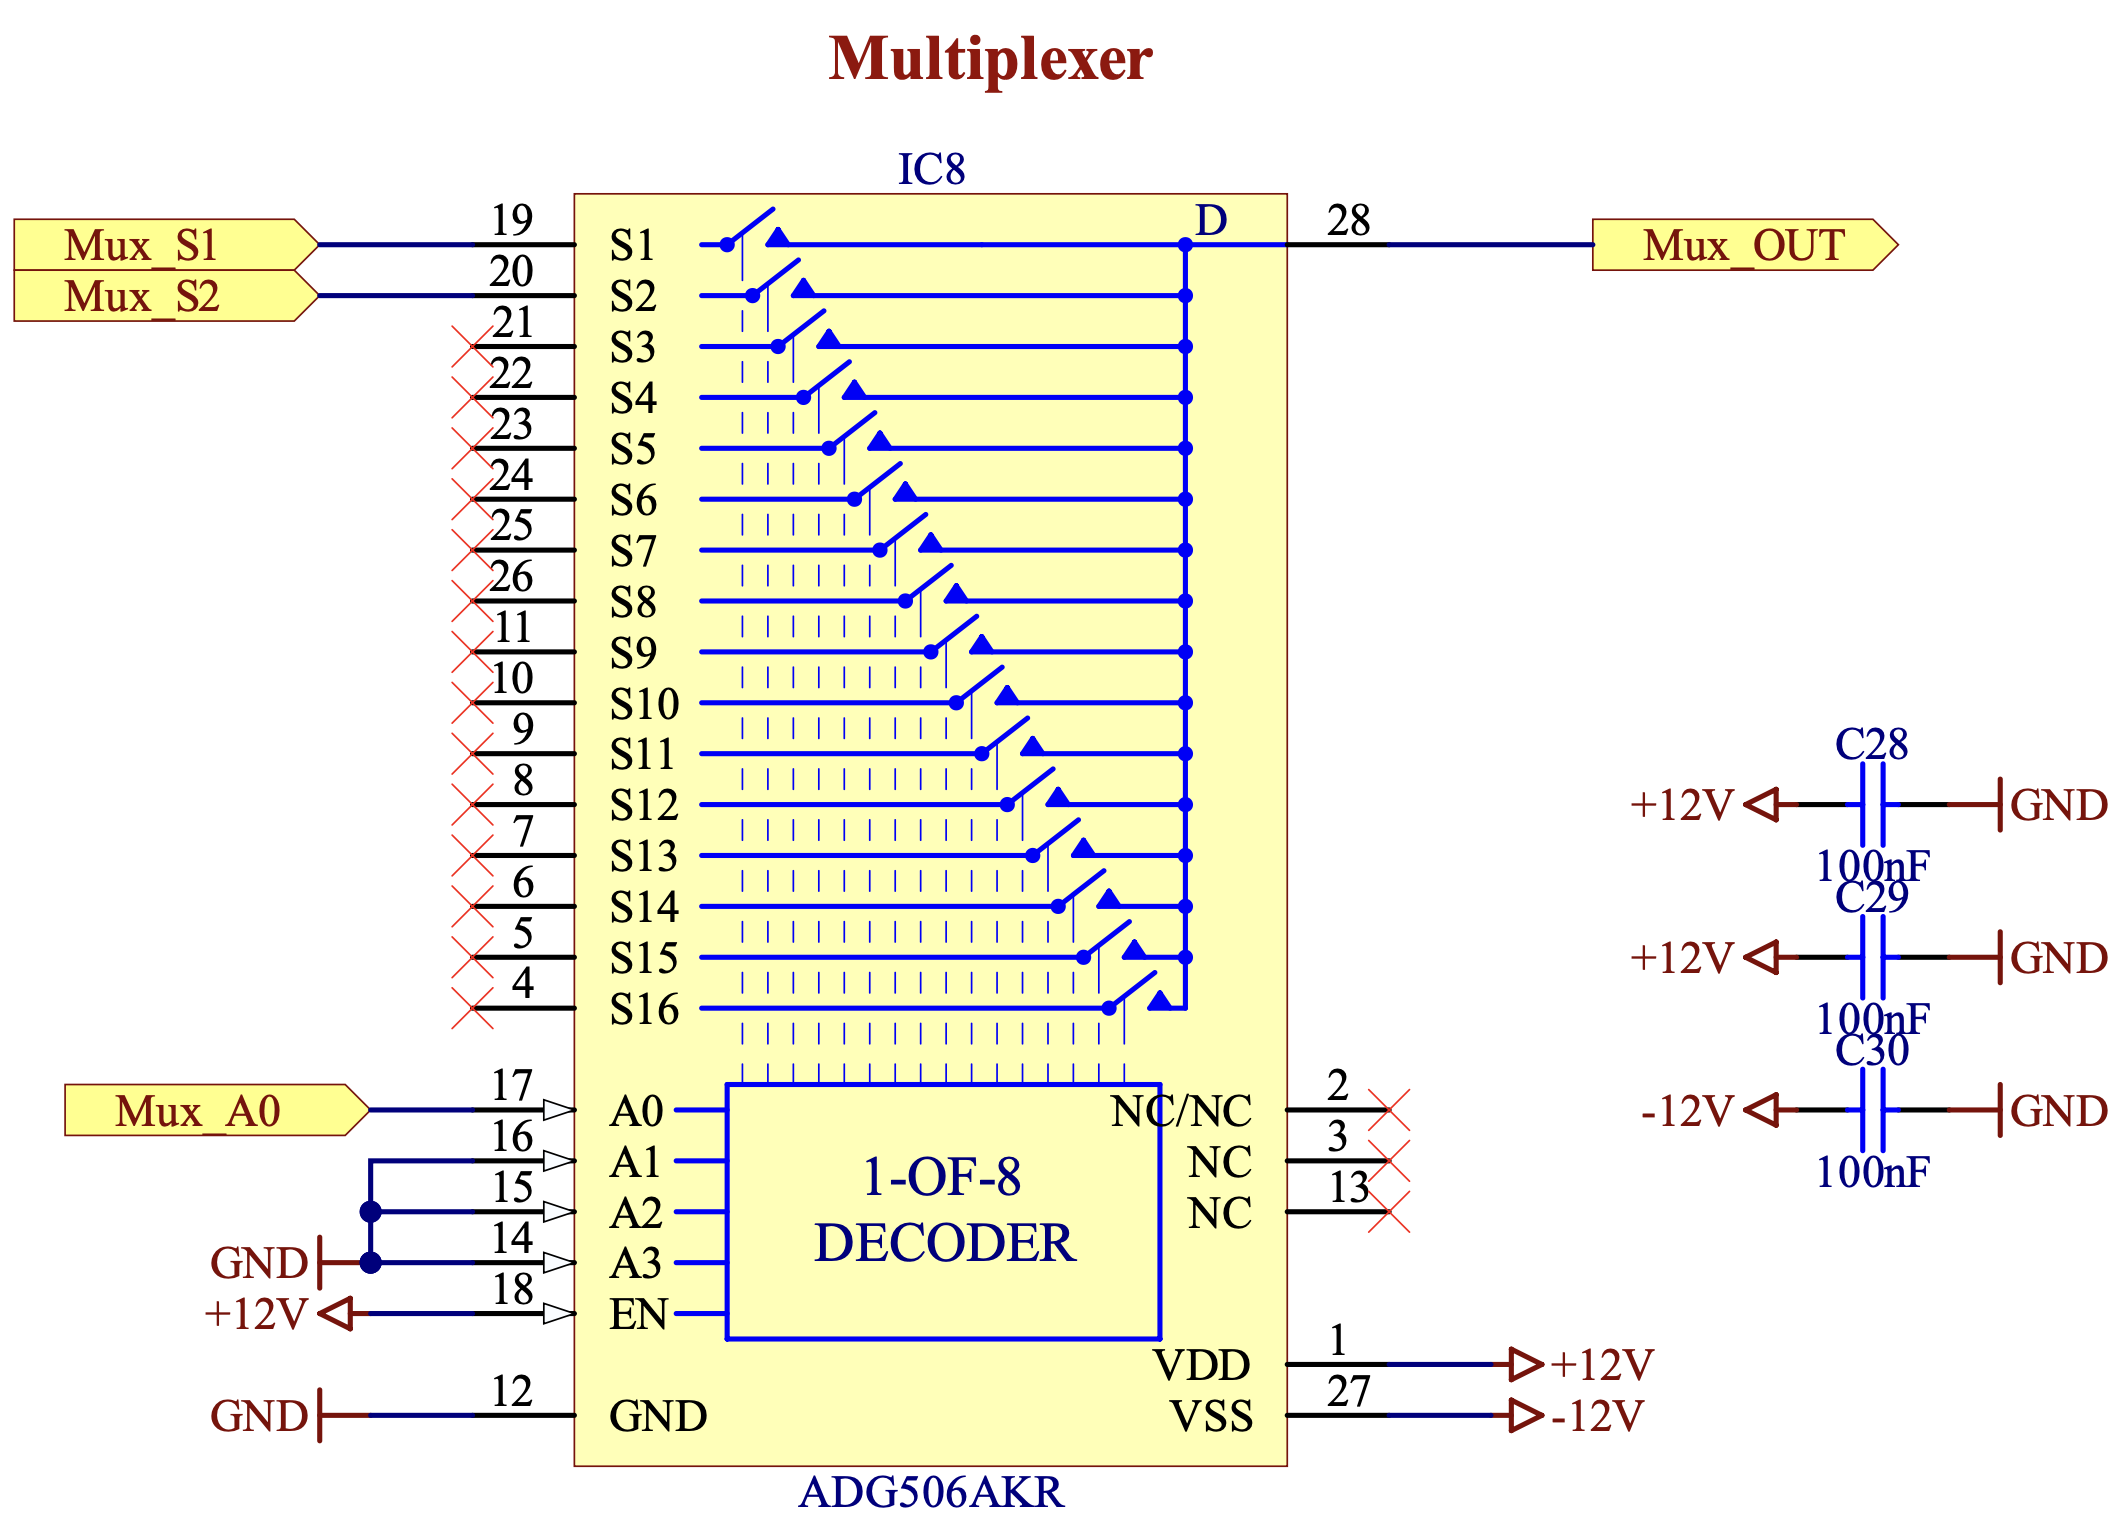 Multiplexer
IC8
Mux_S1 19 S1 D 28 Mux_OUT
Mux_S2 20 S2
21 S3
22 S4
23 S5
24 S6
25 S7
26 S8
11 S9
10 S10
9 S11
8 S12
7 S13
6 S14
5 S15
4 S16
C28
+12V GND
100nF
C29
+12V GND
100nF
C30
-12V GND
100nF
Mux_A0 17 A0 NC/NC 2
16 A1 NC 3
15 A2 NC 13
GND 14 A3
+12V 18 EN
1-OF-8
DECODER
VDD 1 +12V
GND 12 GND VSS 27 -12V
ADG506AKR